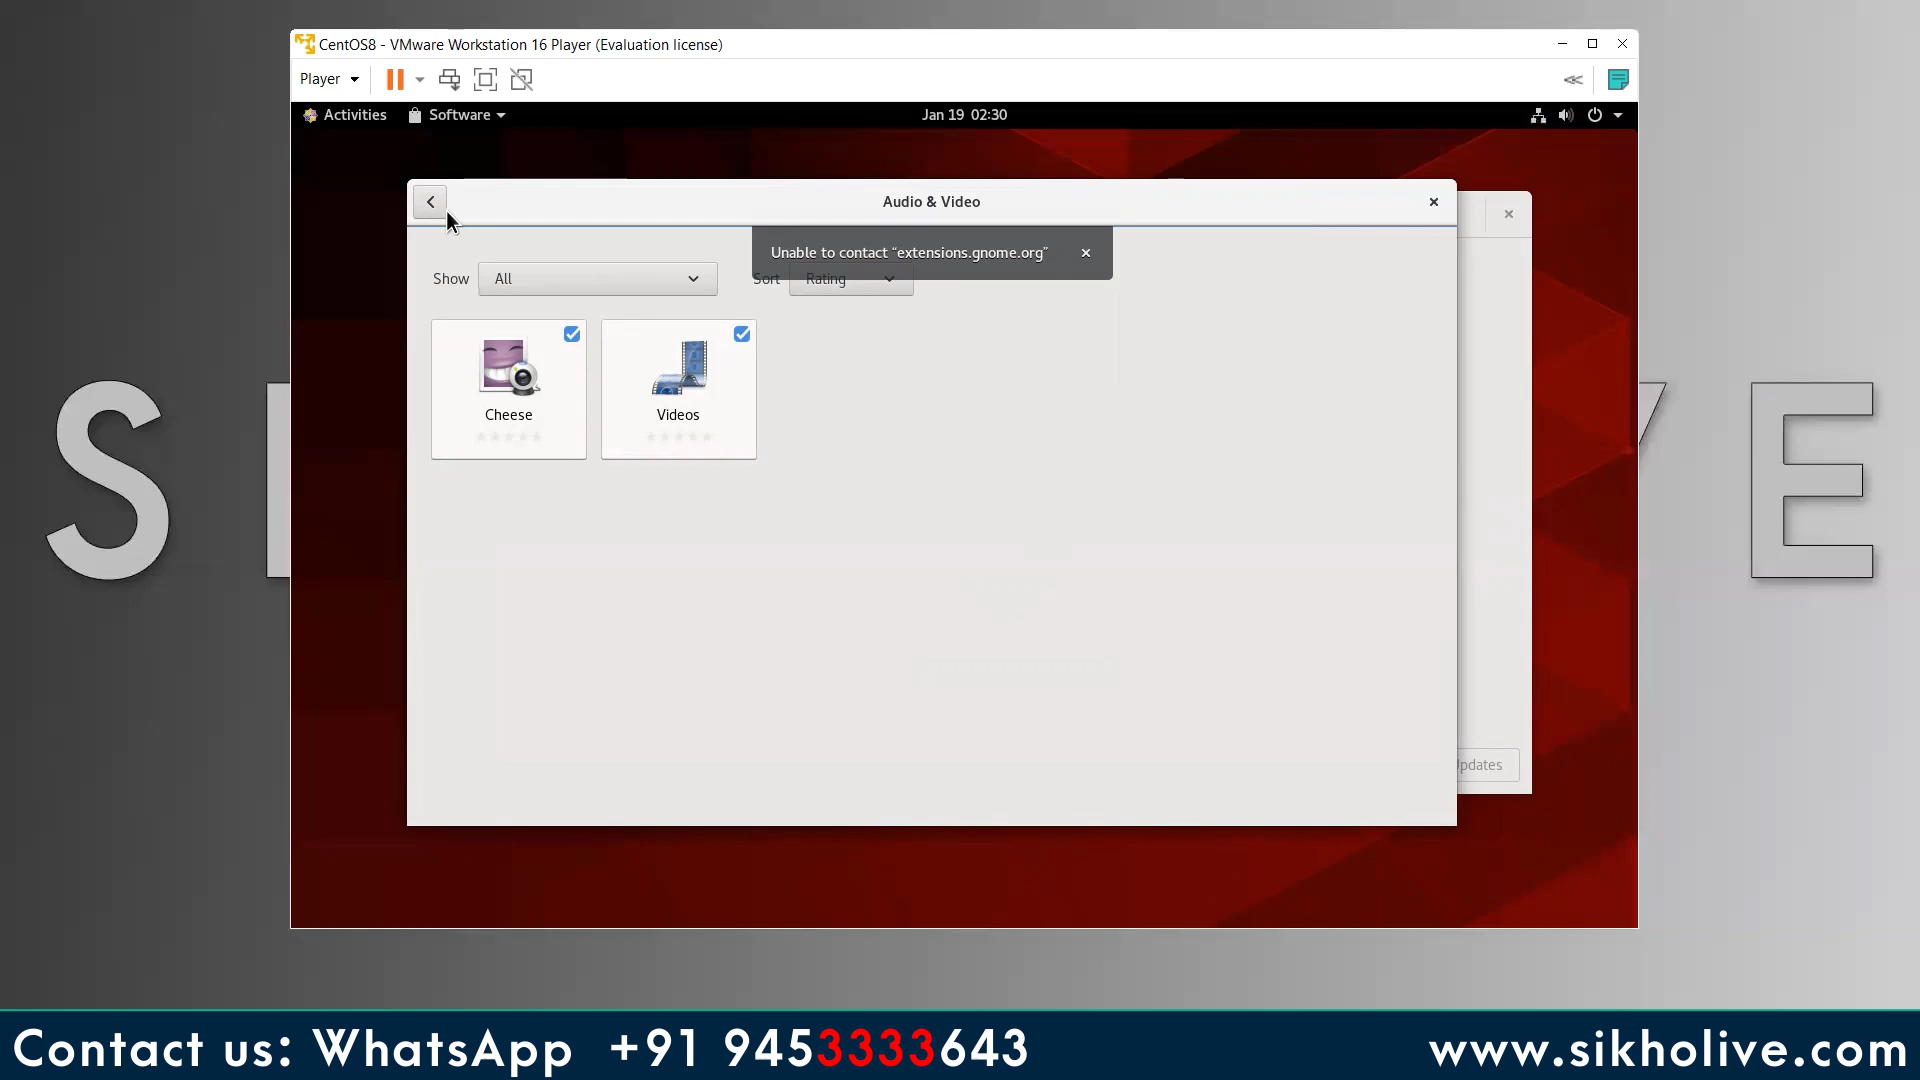 CentOS8 - VMware Workstation 16 Player (Evaluation license)
Player
Activities
Software
Jan 19 02:30
Audio & Video
Unable to contact “extensions.gnome.org”
Show
All
Sort
Rating
Cheese
Videos
S
E
Contact us: WhatsApp +91 9453333643
www.sikholive.com